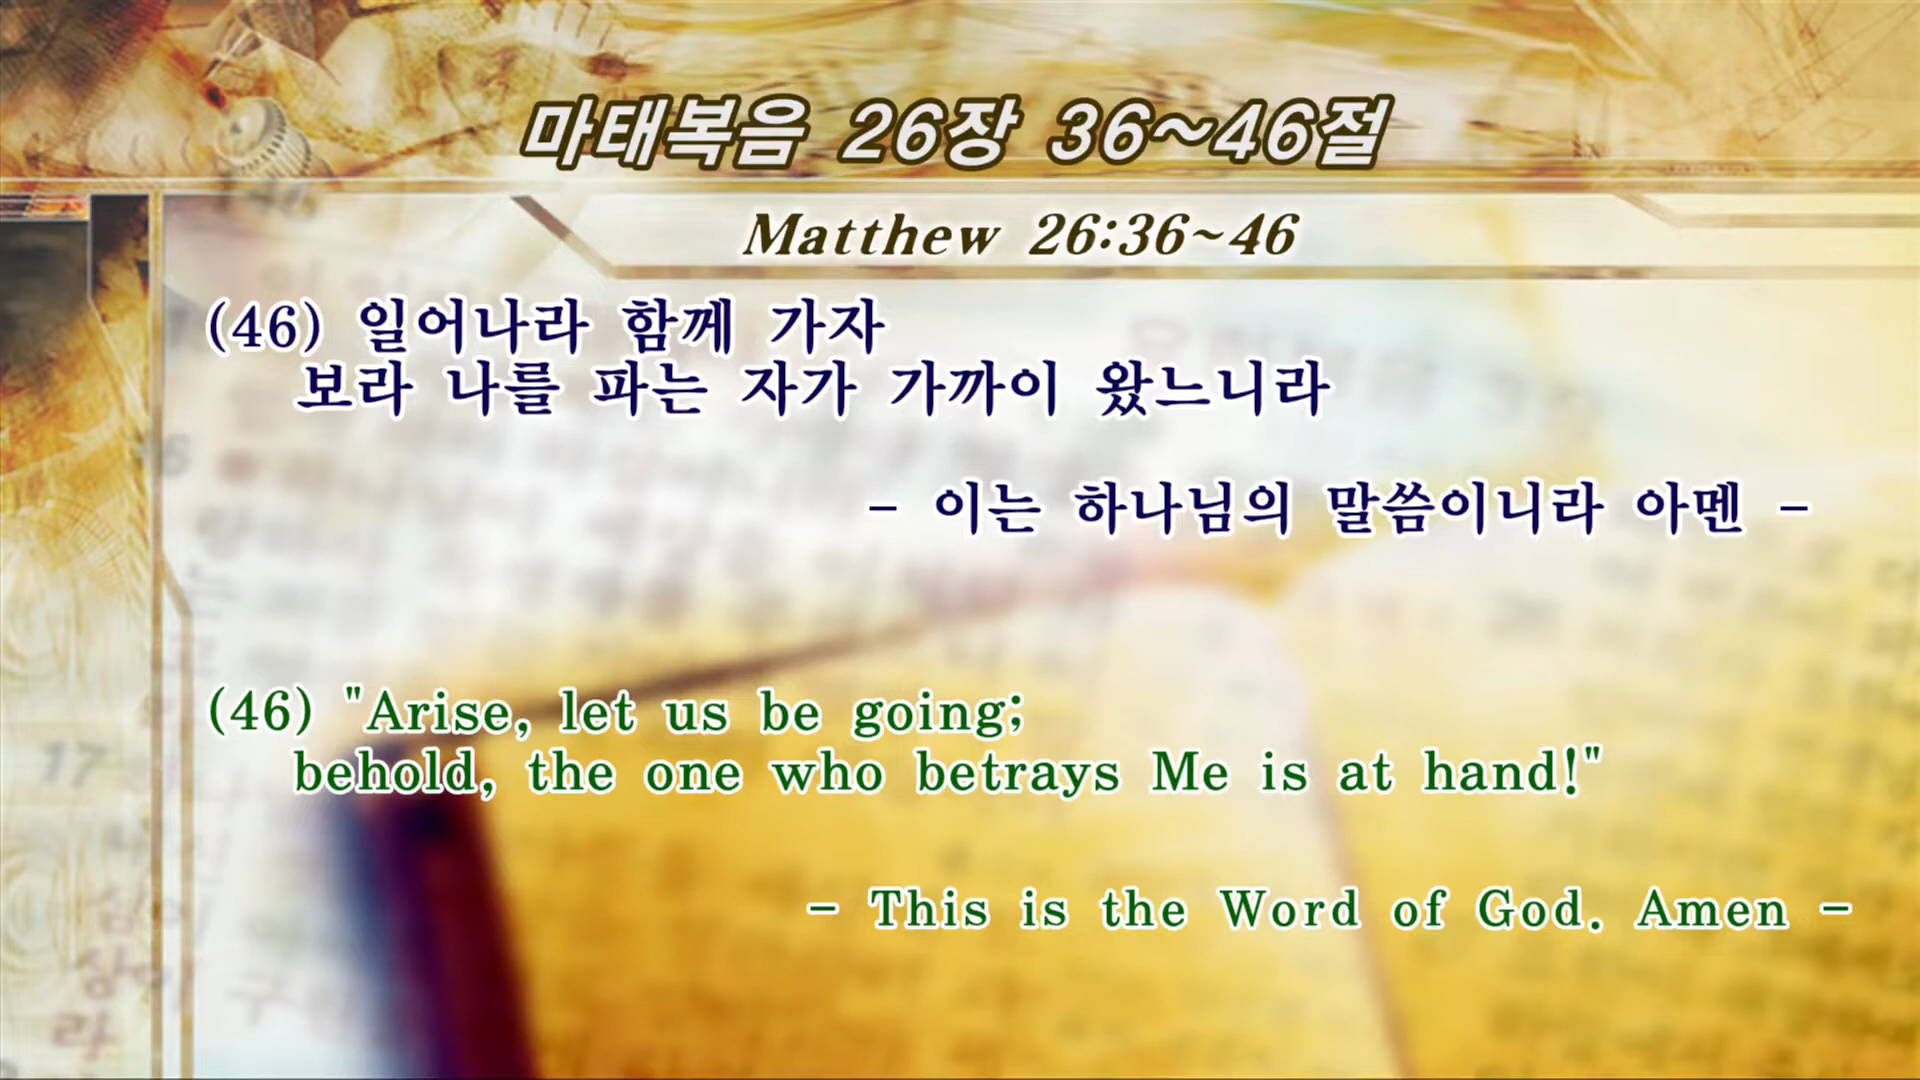 마태복음 26장 36~46절
Matthew 26:36~46
(46) 일어나라 함께 가자
보라 나를 파는 자가 가까이 왔느니라
- 이는 하나님의 말씀이니라 아멘 -
(46) "Arise, let us be going;
behold, the one who betrays Me is at hand!"
- This is the Word of God. Amen -